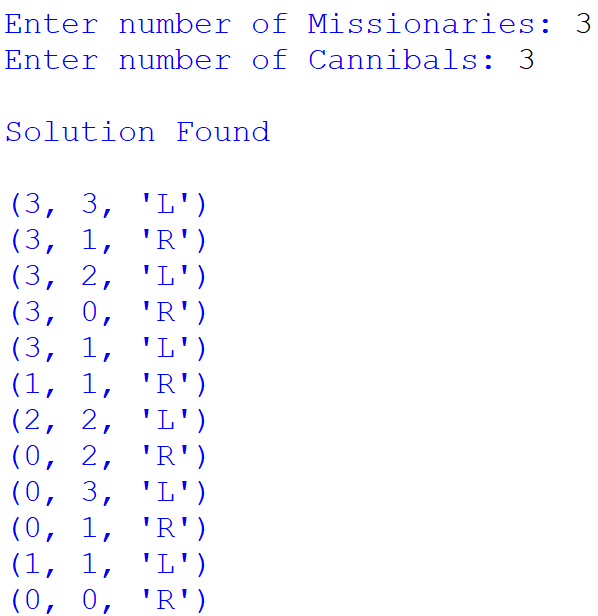 Enter number of Missionaries: 3
Enter number of Cannibals: 3
Solution Found
(3, 3, 'L')
(3, 1, 'R')
(3, 2, 'L')
(3, 0, 'R')
(3, 1, 'L')
(1, 1, 'R')
(2, 2, 'L')
(0, 2, 'R')
(0, 3, 'L')
(0, 1, 'R')
(1, 1, 'L')
(0, 0, 'R')